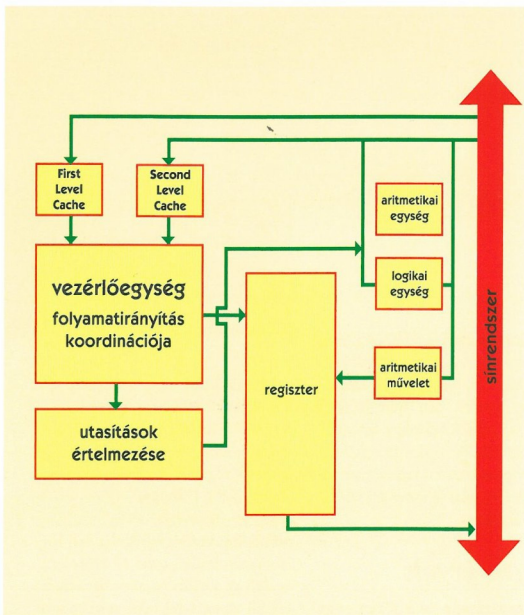 First
Level
Cache
Second
Level
Cache
aritmetikai
egység
vezérlőegység
folyamatirányítás
koordinációja
logikai
egység
regiszter
aritmetikai
művelet
utasítások
értelmezése
sínrendszer